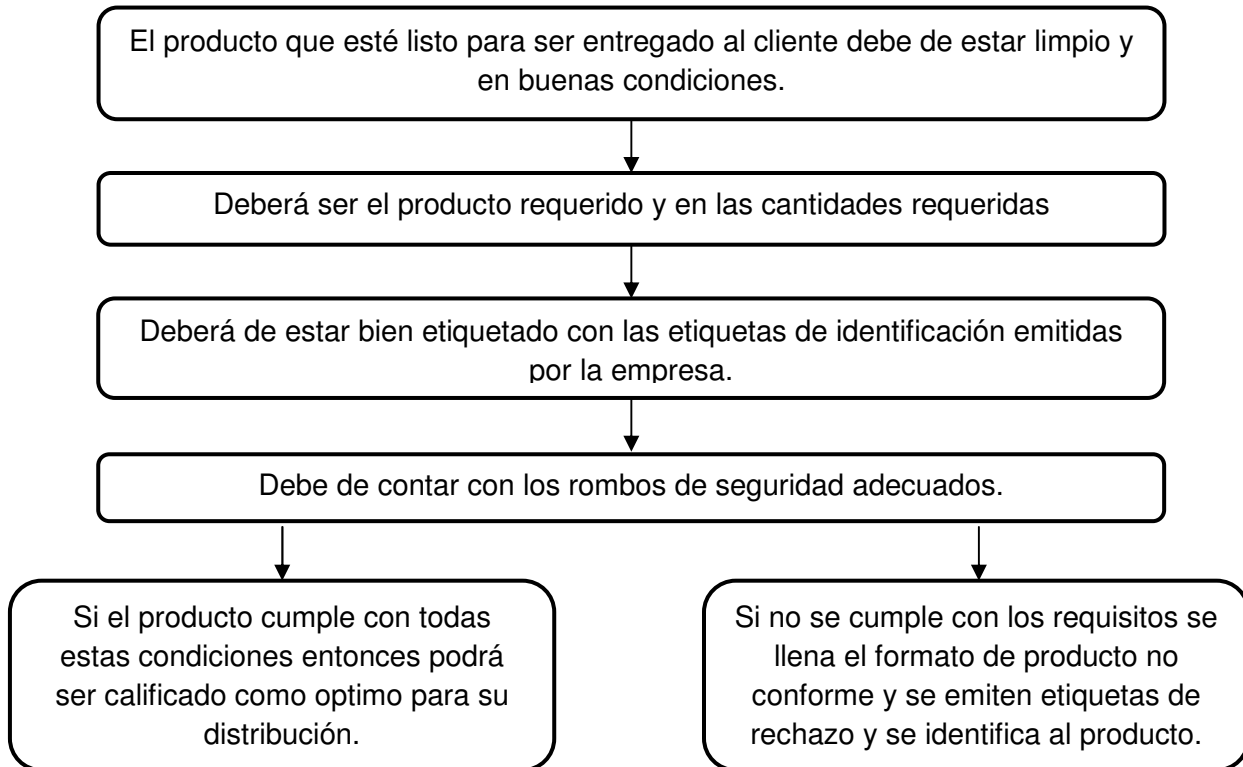 El producto que esté listo para ser entregado al cliente debe de estar limpio y
en buenas condiciones.
Deberá ser el producto requerido y en las cantidades requeridas
Deberá de estar bien etiquetado con las etiquetas de identificación emitidas
por la empresa.
Debe de contar con los rombos de seguridad adecuados.
Si el producto cumple con todas
estas condiciones entonces podrá
ser calificado como optimo para su
distribución.
Si no se cumple con los requisitos se
llena el formato de producto no
conforme y se emiten etiquetas de
rechazo y se identifica al producto.